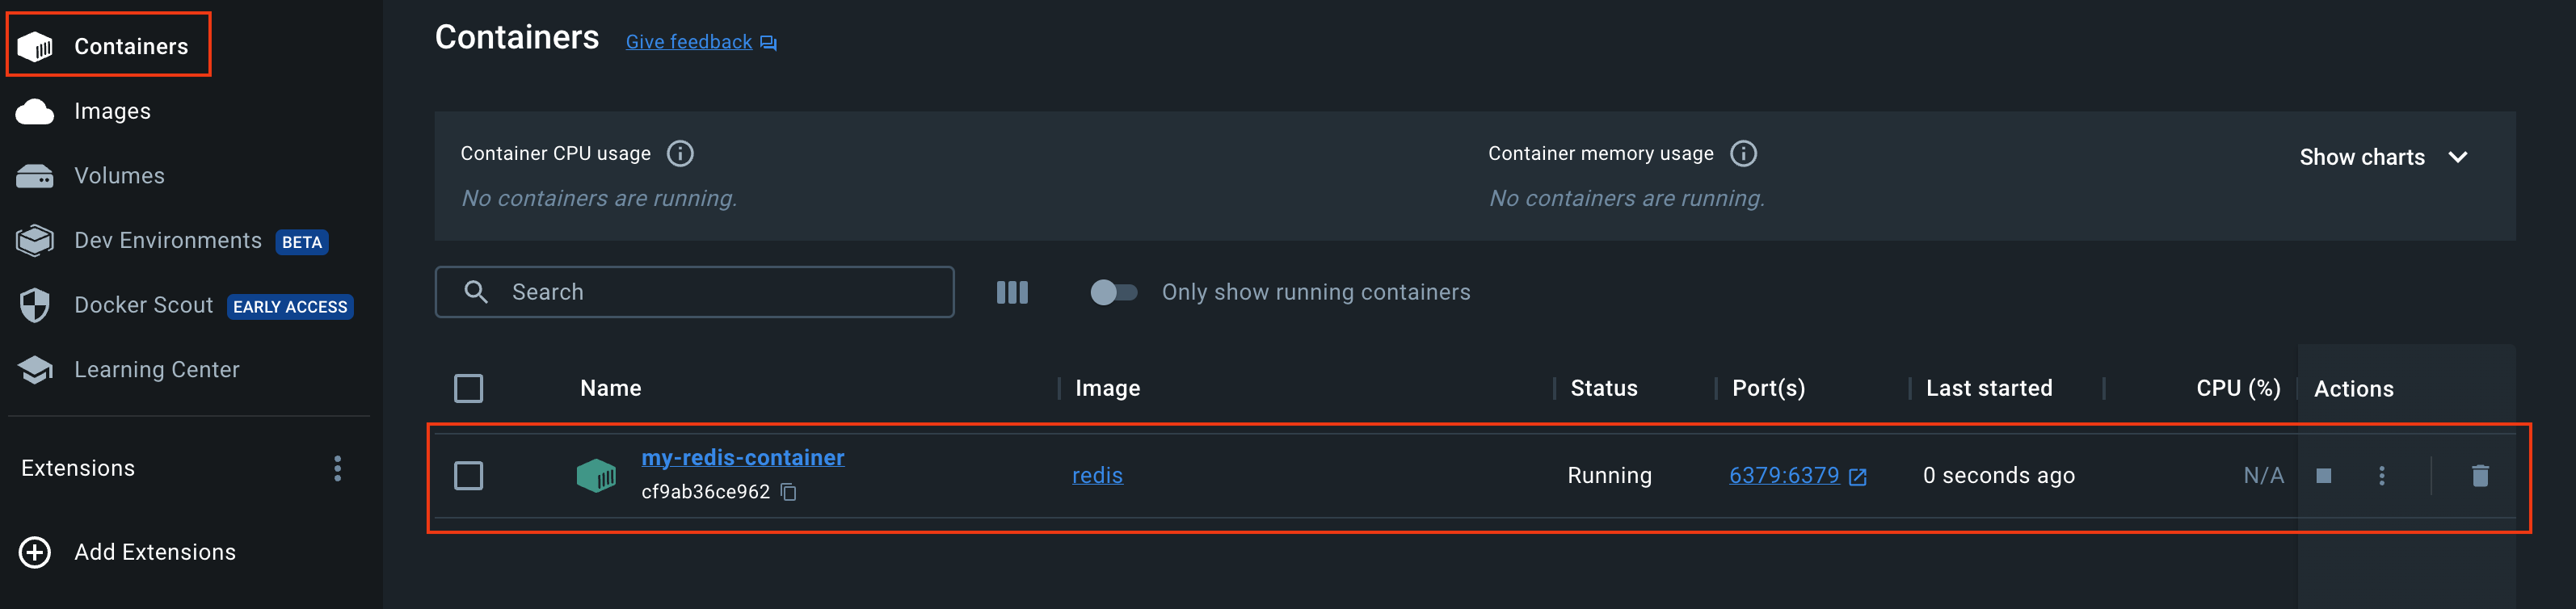 Containers
Images
Volumes
Dev Environments BETA
Docker Scout EARLY ACCESS
Learning Center
Extensions
Add Extensions
Containers Give feedback
Container CPU usage
No containers are running.
Container memory usage
No containers are running.
Show charts
Search
Only show running containers
Name Image Status Port(s) Last started CPU (%) Actions
my-redis-container redis Running 6379:6379 0 seconds ago N/A
cf9ab36ce962